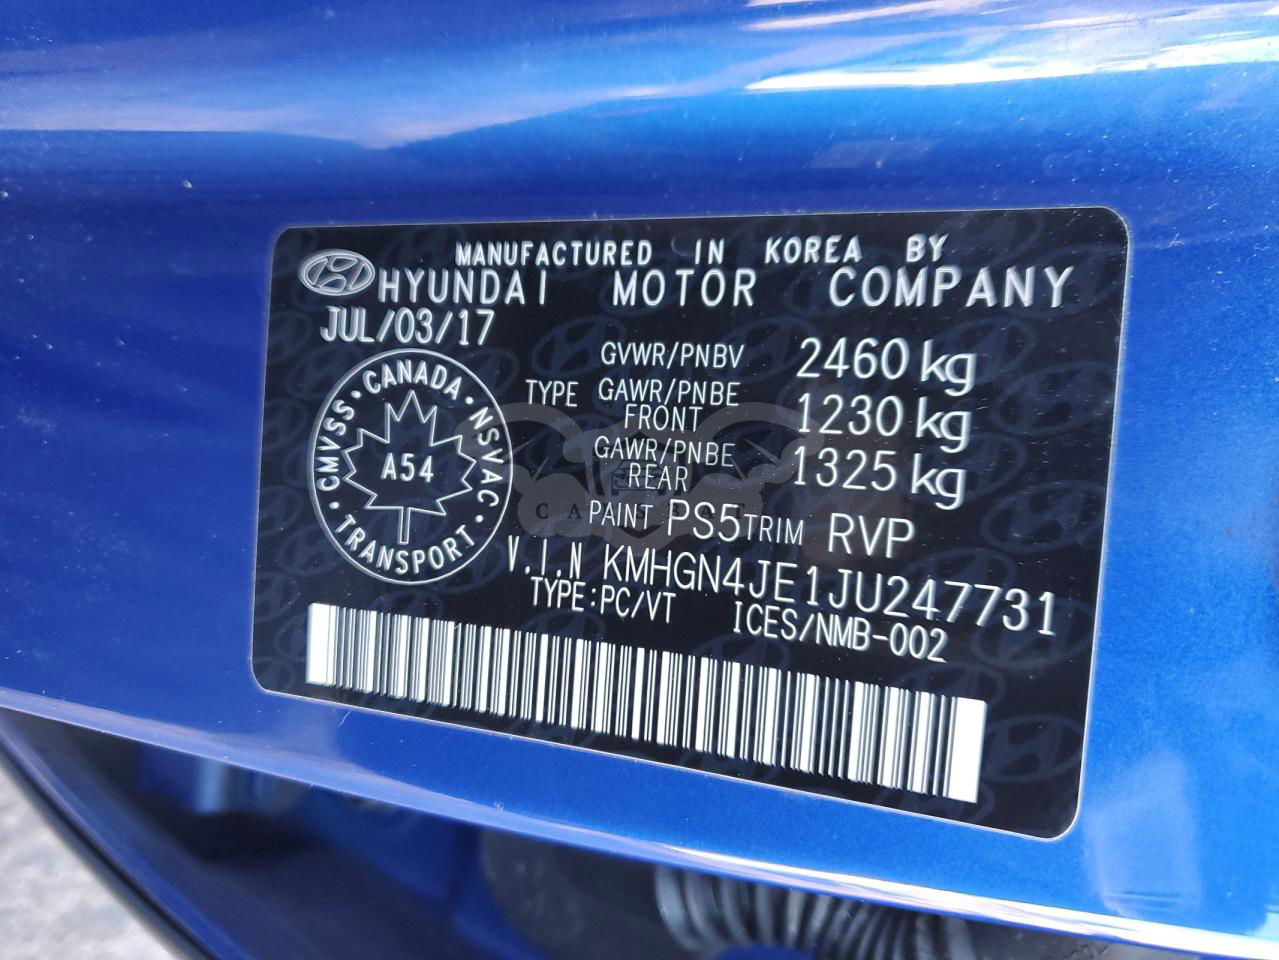 MANUFACTURED IN KOREA BY
HYUNDAI MOTOR COMPANY
JUL/03/17
GVWR/PNBV 2460 kg
TYPE GAWR/PNBE FRONT 1230 kg
GAWR/PNBE REAR 1325 kg
PAINT PS5 TRIM RVP
V.I.N KMHGN4JE1JU247731
TYPE:PC/VT ICES/NMB-002
CMVSS · CANADA · NSVAC · TRANSPORT ·
A54